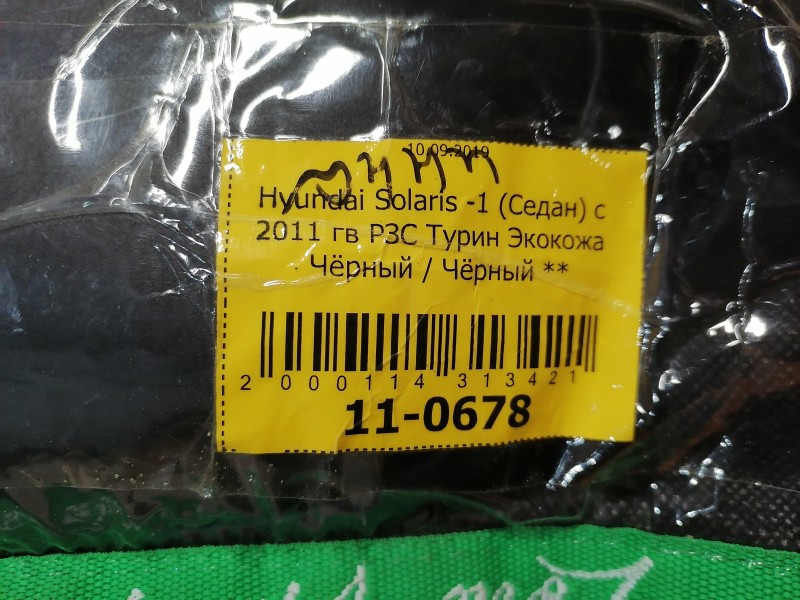 10.09.2019
Hyundai Solaris -1 (Седан) с
2011 гв РЗС Турин Экокожа
Чёрный / Чёрный **
2 000114 313421
11-0678